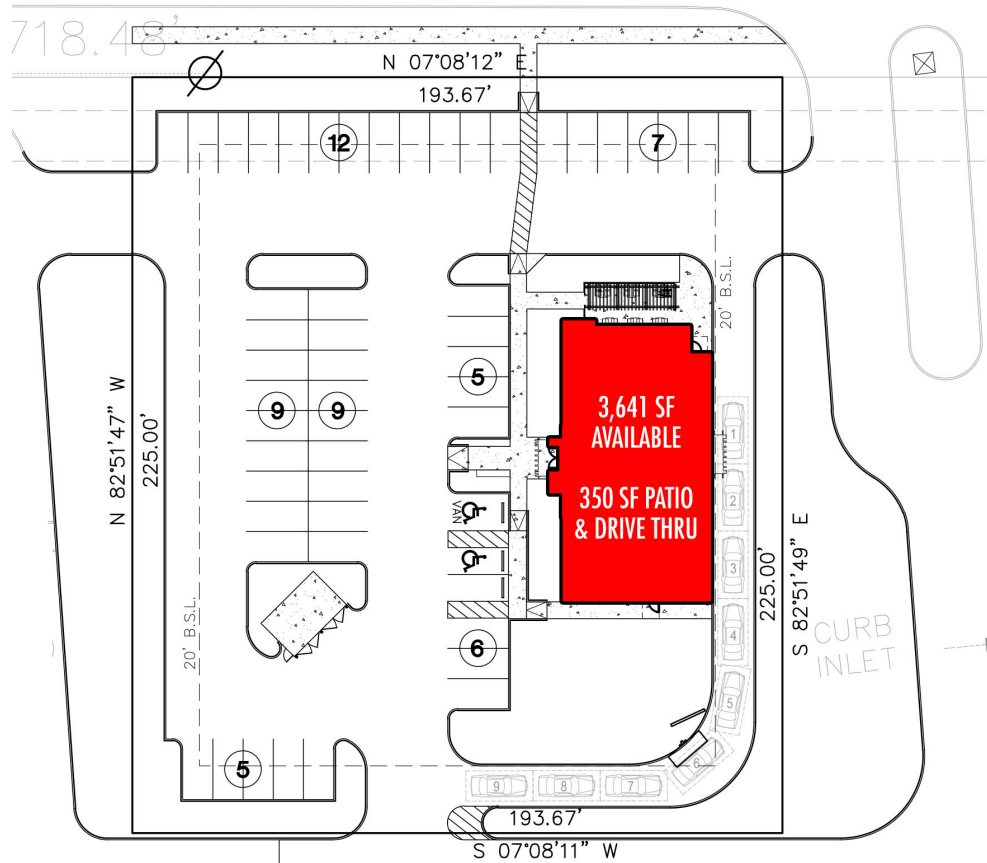 718.48'
N 07°08'12" E
193.67'
12
7
20' B.S.L.
5
9
9
3,641 SF
AVAILABLE
350 SF PATIO
& DRIVE THRU
N 82°51'47" W
225.00'
VAN
1
2
3
4
5
6
7
8
9
S 82°51'49" E
225.00'
CURB
INLET
20' B.S.L.
6
5
193.67'
S 07°08'11" W